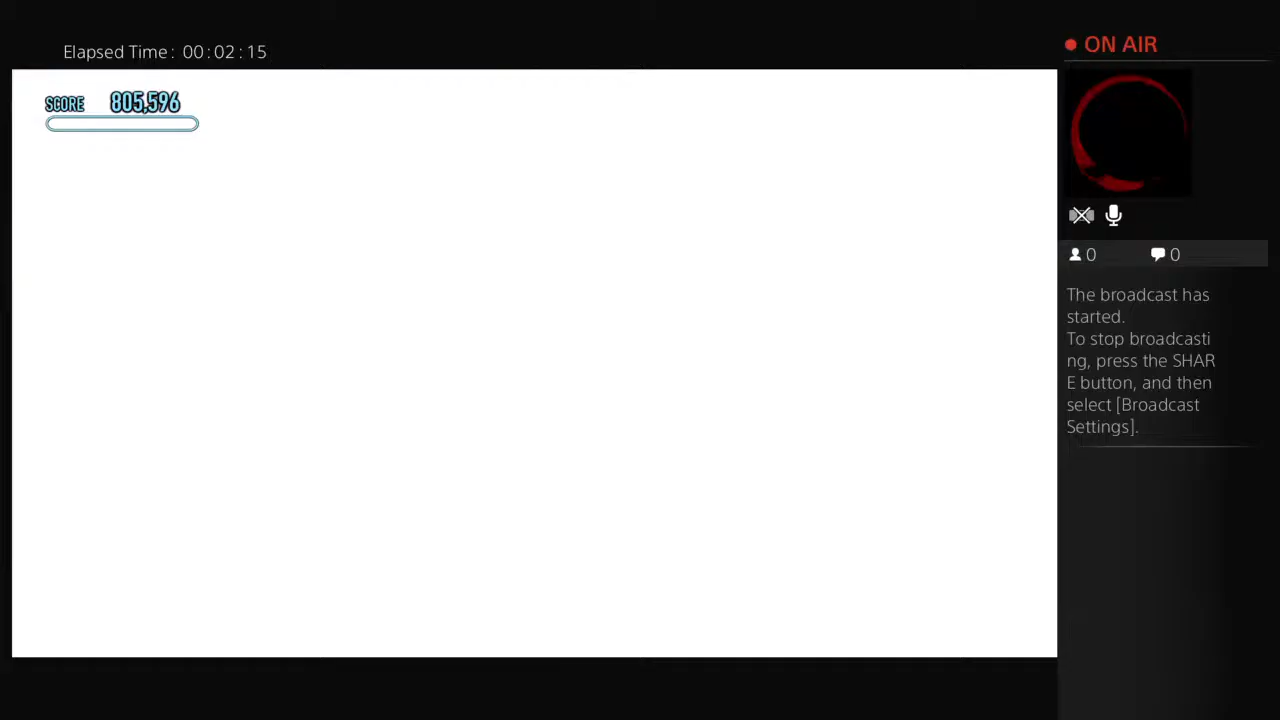 Elapsed Time: 00:02:15
ON AIR
SCORE 805,596
0 0
The broadcast has
started.
To stop broadcasti
ng, press the SHAR
E button, and then
select [Broadcast
Settings].